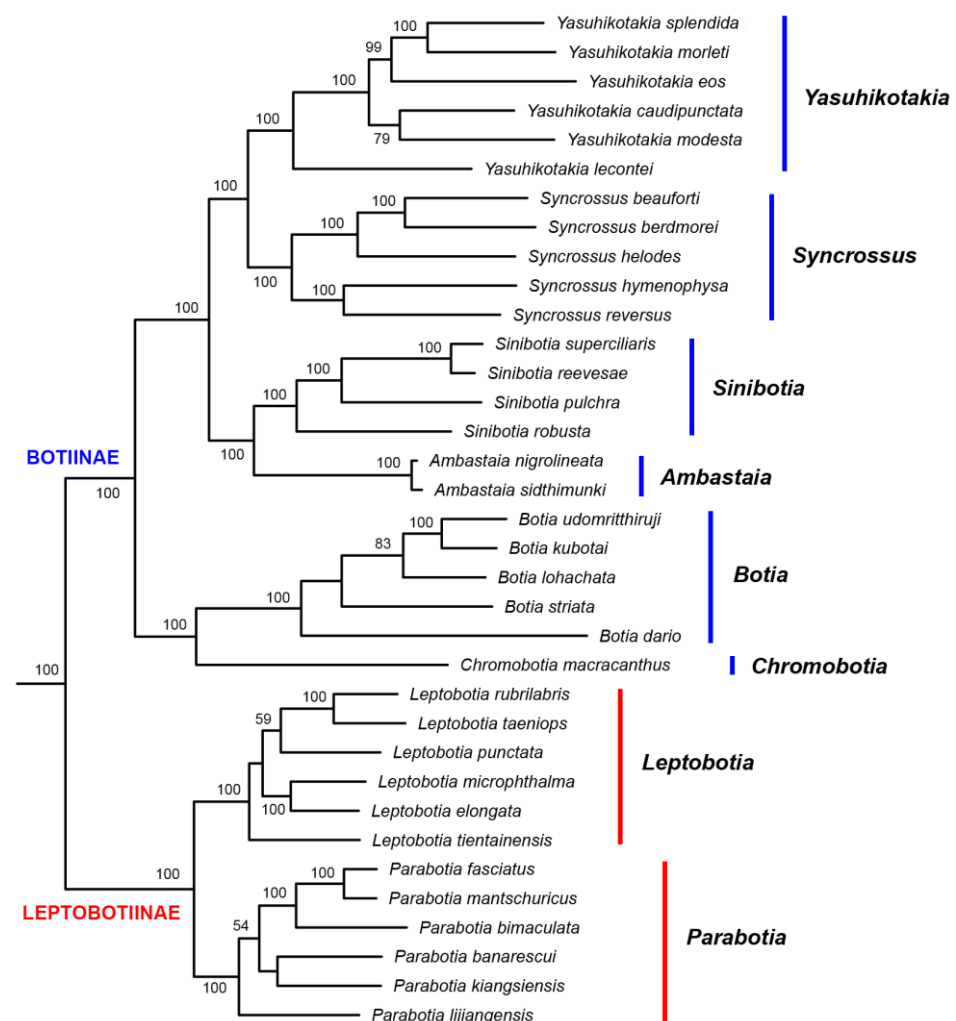 100
Yasuhikotakia splendida
99
Yasuhikotakia morleti
100
Yasuhikotakia eos
Yasuhikotakia
100
Yasuhikotakia caudipunctata
79
Yasuhikotakia modesta
Yasuhikotakia lecontei
100
100
Syncrossus beauforti
100
Syncrossus berdmorei
Syncrossus helodes
Syncrossus
100
100
Syncrossus hymenophysa
Syncrossus reversus
100
100
Sinibotia superciliaris
100
Sinibotia reevesae
100
Sinibotia pulchra
Sinibotia
Sinibotia robusta
100
BOTIINAE
100
Ambastaia nigrolineata
Ambastaia sidthimunki
Ambastaia
100
Botia udomritthiruji
100
83
Botia kubotai
Botia lohachata
Botia
100
Botia striata
100
Botia dario
Chromobotia macracanthus
Chromobotia
100
100
Leptobotia rubrilabris
59
Leptobotia taeniops
Leptobotia punctata
Leptobotia
100
Leptobotia microphthalma
100
Leptobotia elongata
Leptobotia tientainensis
100
LEPTOBOTIINAE
100
Parabotia fasciatus
100
Parabotia mantschuricus
54
Parabotia bimaculata
Parabotia
Parabotia banarescui
100
Parabotia kiangsiensis
Parabotia lijiangensis